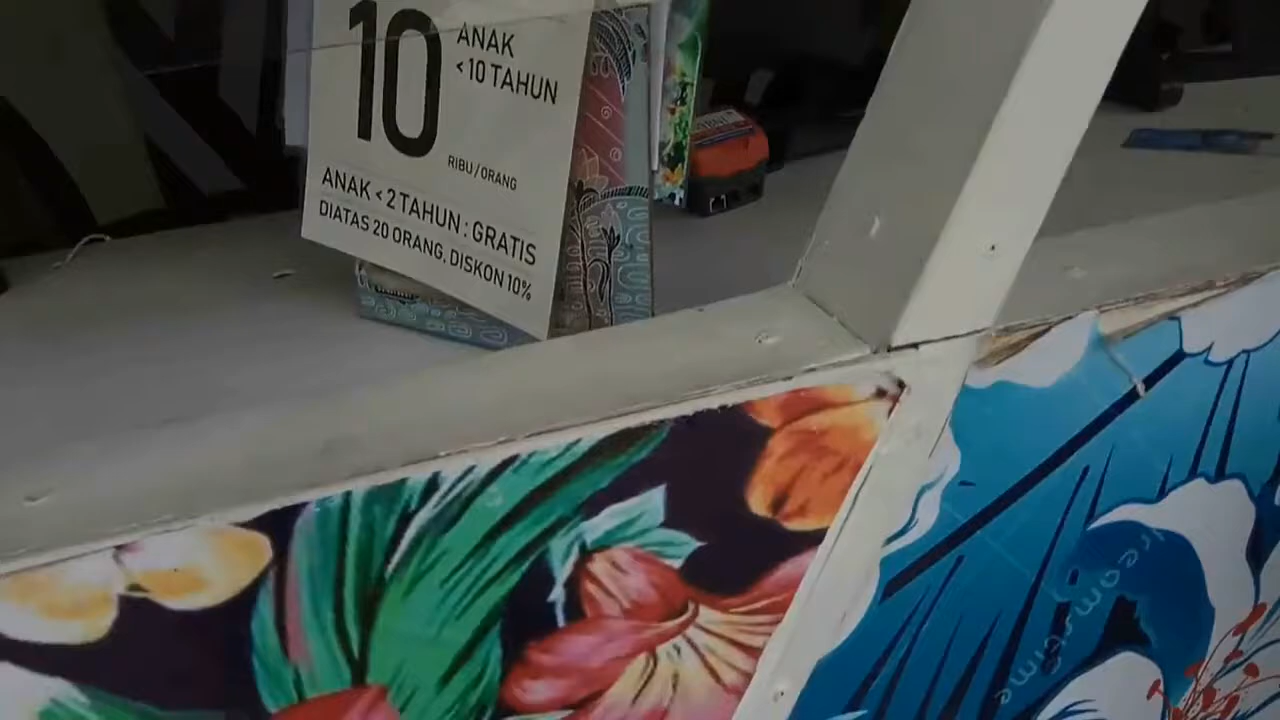 10
ANAK
<10 TAHUN
RIBU/ORANG
ANAK < 2 TAHUN : GRATIS
DIATAS 20 ORANG, DISKON 10%